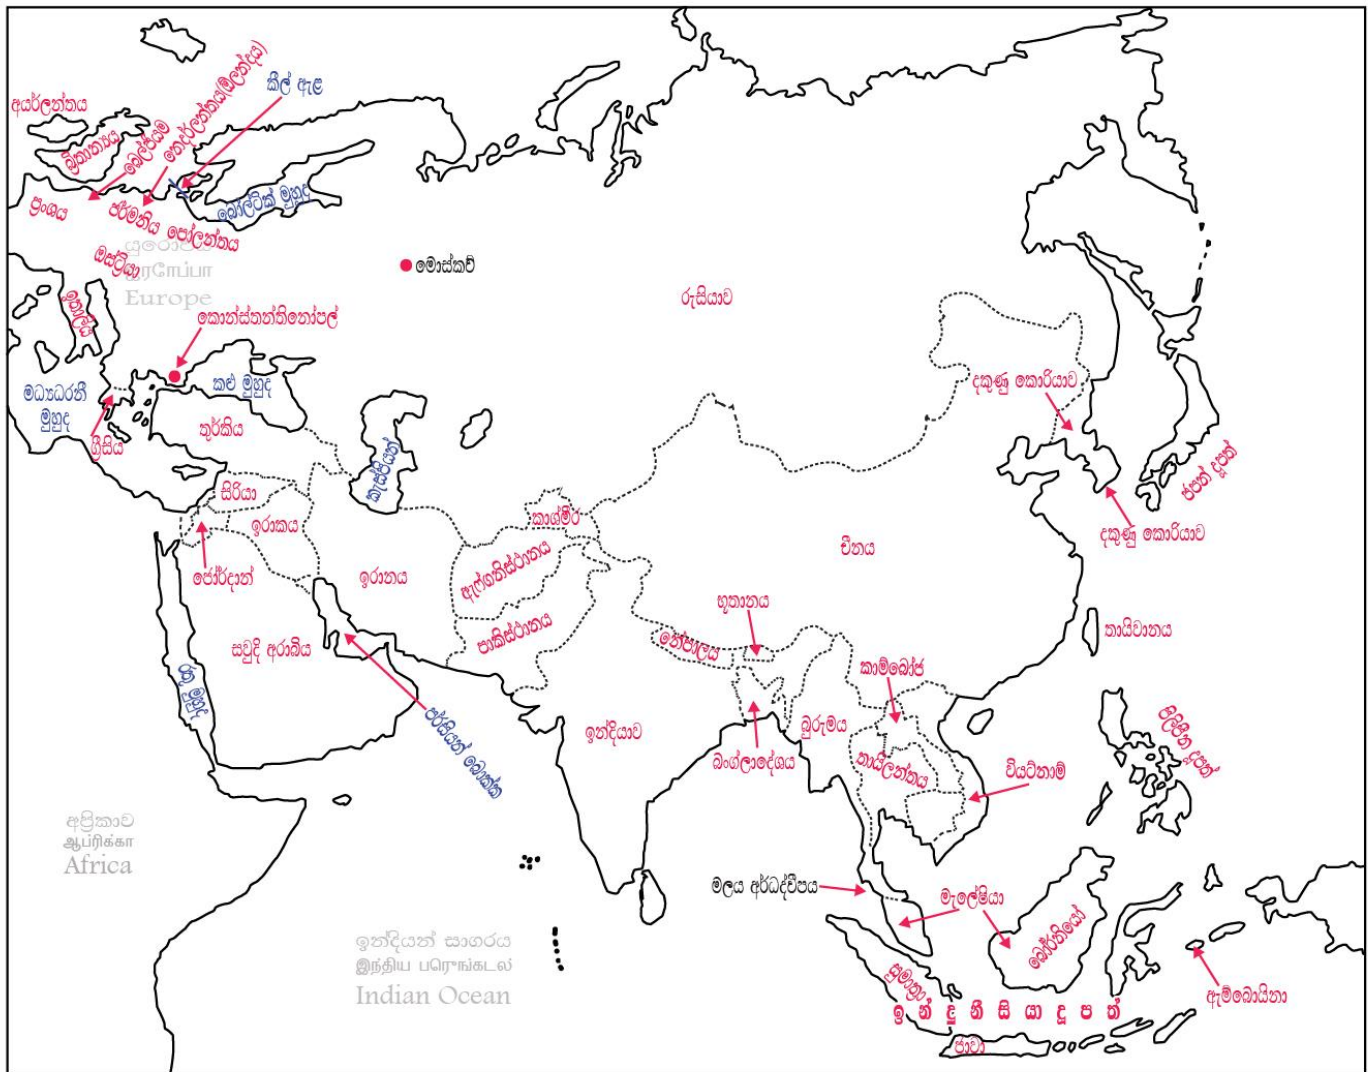 අයර්ලන්තය
බ්‍රිතාන්‍යය
බෙල්ජියම
නෙදර්ලන්තය(ඕලන්දය)
කීල් ඇළ
ප්‍රංශය
ජර්මනිය
පෝලන්තය
බෝල්ටික් මුහුද
ඔස්ට්‍රියා
ஐரோப்பா
Europe
ඉතාලිය
මොස්කව්
රුසියාව
කොන්ස්තන්තිනෝපල්
මධ්‍යධරනී
මුහුද
කළු මුහුද
ග්‍රීසිය
තුර්කිය
කැස්පියන්
දකුණු කොරියාව
ජපන් දූපත්
සිරියා
ඉරාකය
කාශ්මීර
දකුණු කොරියාව
චීනය
ජෝර්දාන්
ඉරානය
ඇෆ්ගනිස්ථානය
පාකිස්ථානය
භූතානය
නේපාලය
තායිවානය
සවුදි අරාබිය
රතු මුහුද
කාම්බෝජ
පර්සියන් බොක්ක
ඉන්දියාව
බංග්ලාදේශය
බුරුමය
තායිලන්තය
වියට්නාම්
පිලිපීන දූපත්
අප්‍රිකාව
ஆப்ரிக்கா
Africa
මලය අර්ධද්වීපය
මැලේෂියා
බෝර්නියෝ
ඉන්දියන් සාගරය
இந்திய பெருங்கடல்
Indian Ocean
සුමාත්‍රා
ඇම්බොයිනා
ඉ න් දු නී සි යා දූ ප ත්
ජාවා